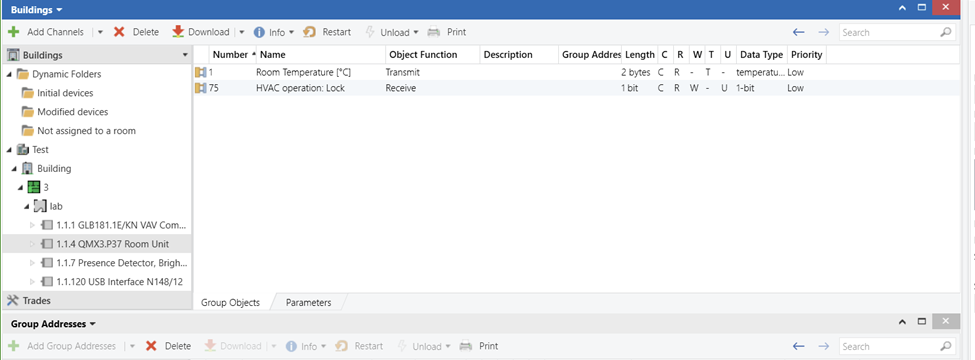 Buildings
Add Channels Delete Download Info Restart Unload Print Search
Buildings
Number Name Object Function Description Group Addres Length C R W T U Data Type Priority
Dynamic Folders
1 Room Temperature [°C] Transmit 2 bytes C R - T - temperatu... Low
Initial devices
75 HVAC operation: Lock Receive 1 bit C R W - U 1-bit Low
Modified devices
Not assigned to a room
Test
Building
3
lab
1.1.1 GLB181.1E/KN VAV Com...
1.1.4 QMX3.P37 Room Unit
1.1.7 Presence Detector, Brigh...
1.1.120 USB Interface N148/12
Trades
Group Objects Parameters
Group Addresses
Add Group Addresses Delete Download Info Restart Unload Print Search